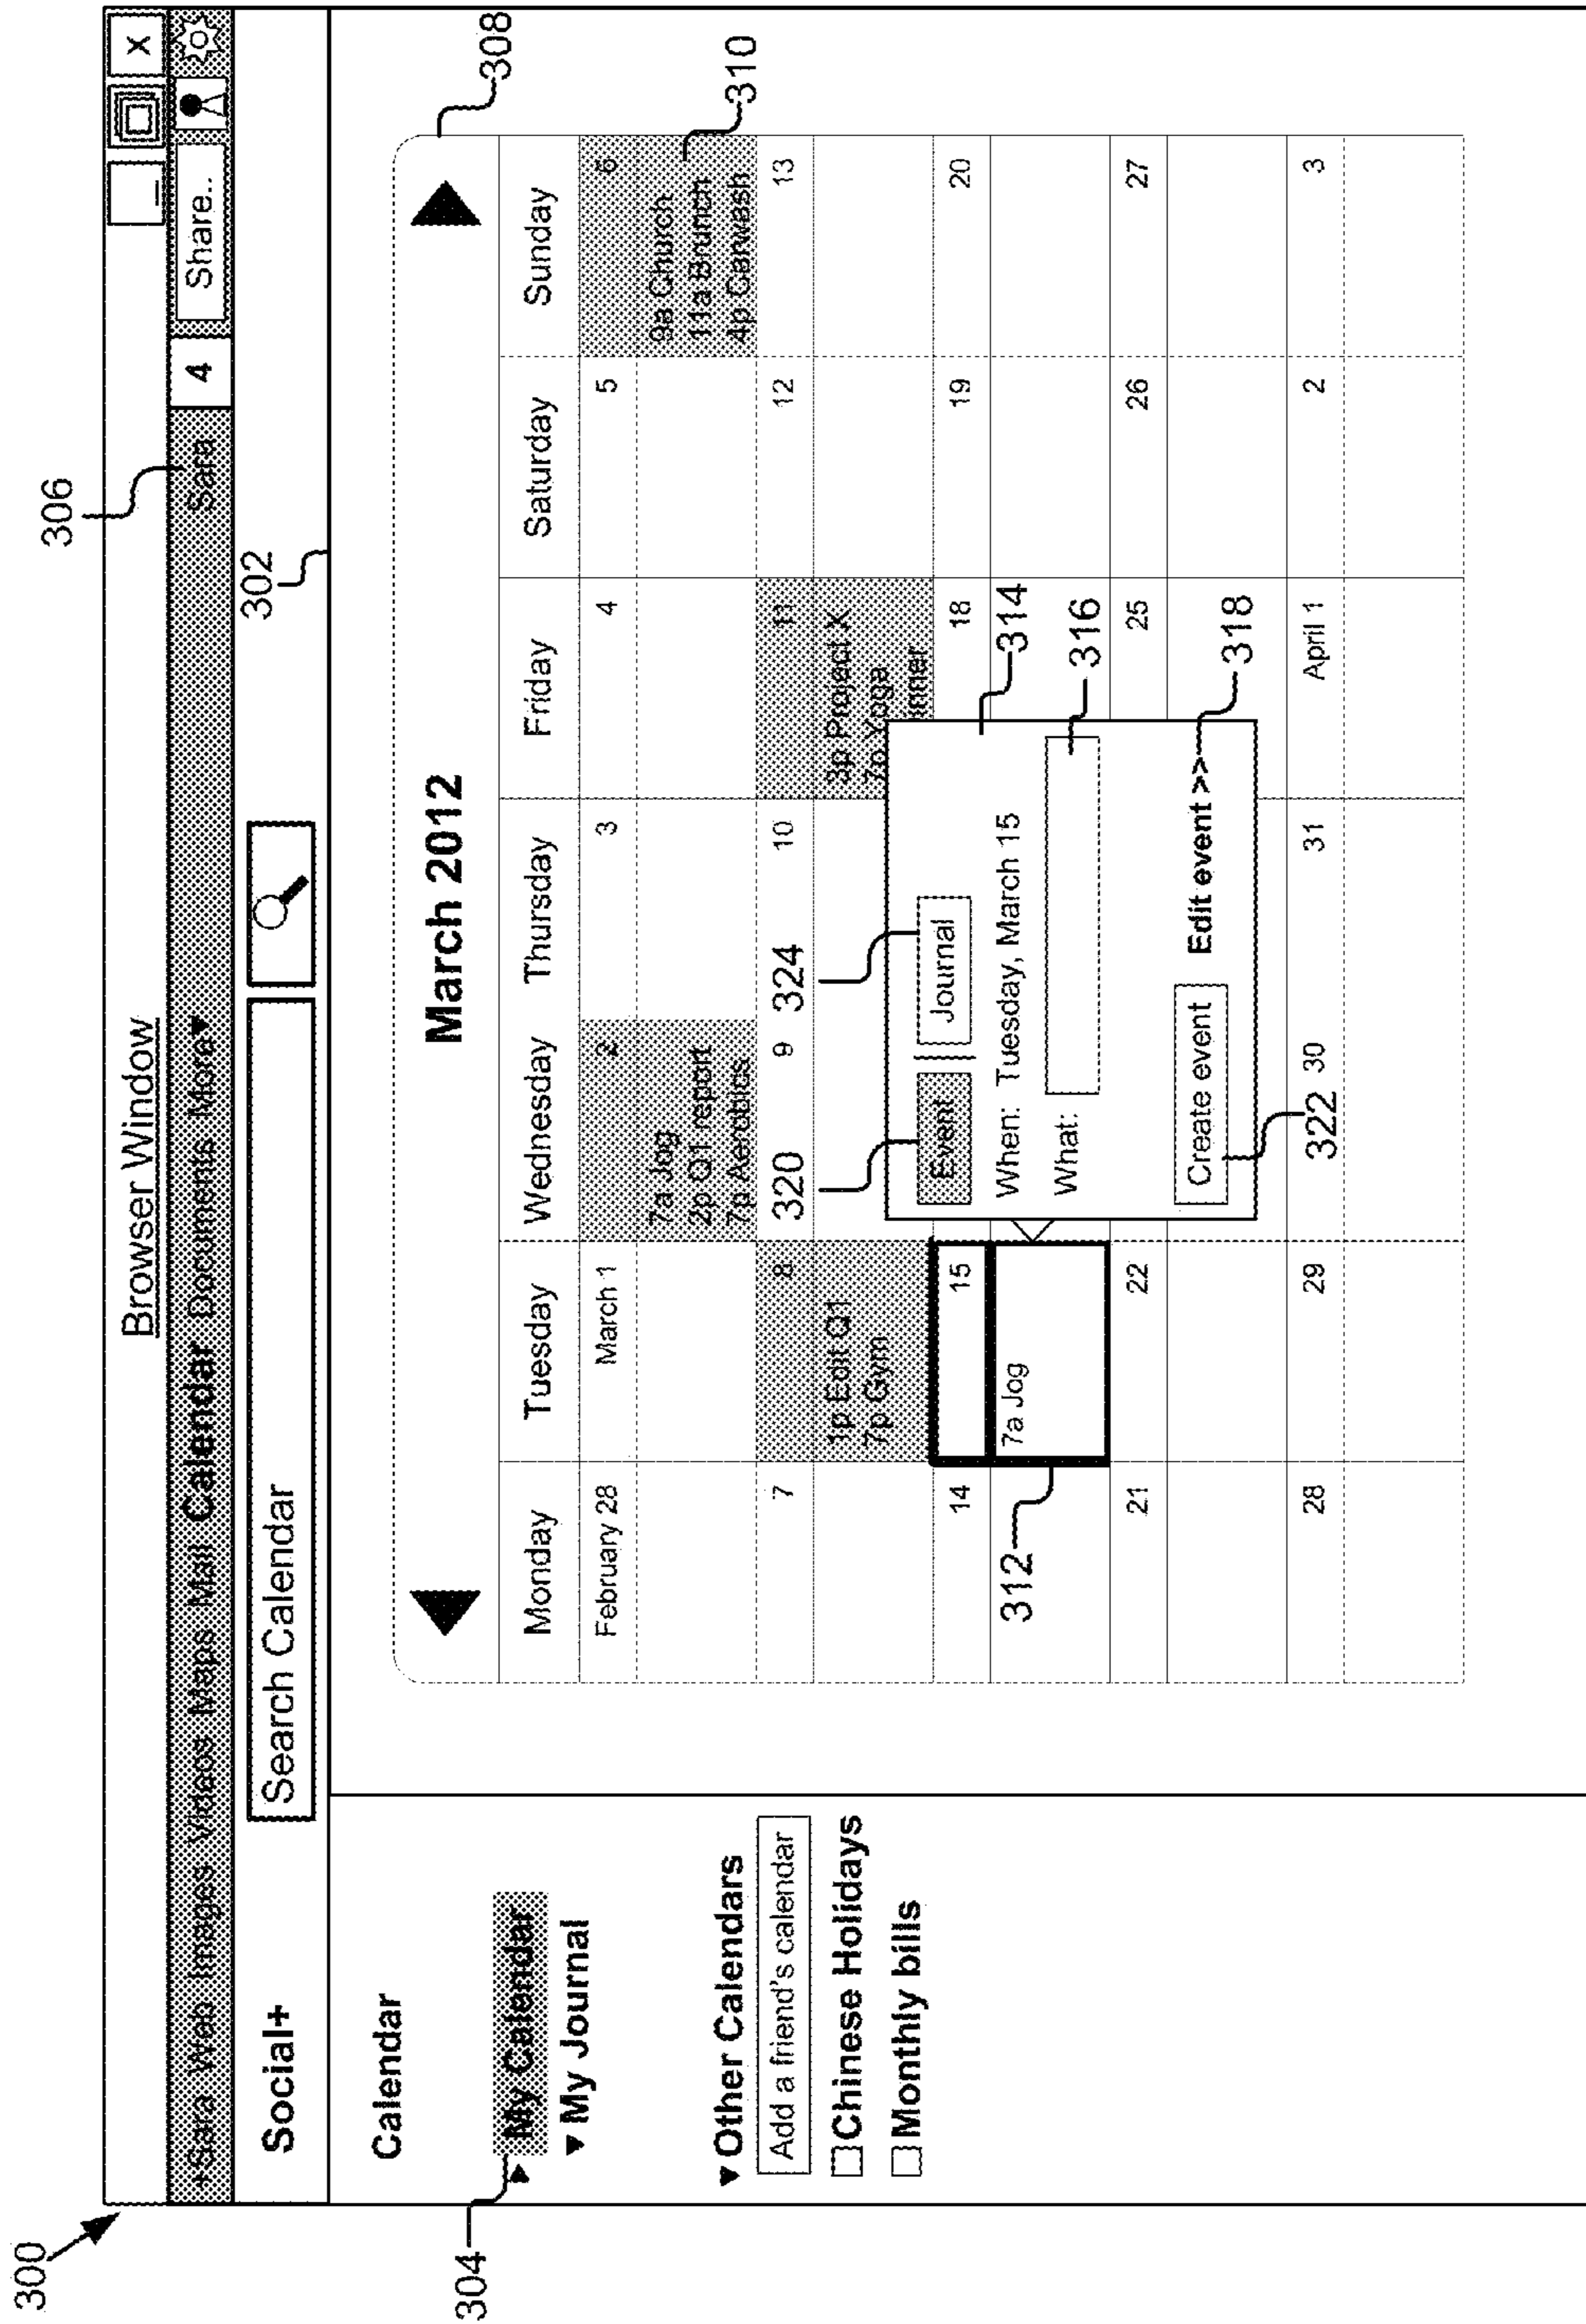 300
Browser Window
_ X
306
+Sara Web Images Videos Maps Mail Calendar Documents More▼ Sara 4 Share..
Social+ Search Calendar
302
Calendar
304
My Calendar
▼ My Journal
▼ Other Calendars
Add a friend's calendar
Chinese Holidays
Monthly bills
308
March 2012
Monday Tuesday Wednesday Thursday Friday Saturday Sunday
February 28 March 1 2 3 4 5 6
7a Jog 9a Church
2p Q1 report 11a Brunch
7p Aerobics 4p Carwash
310
7 8 9 10 11 12 13
1p Edit Q1 3p Project X
7p Gym 7p Yoga
inner
320 324
14 15 18 19 20
7a Jog
312
Event | Journal
314
When: Tuesday, March 15
What:
316
Create event Edit event >>
318
322
21 22 25 26 27
28 29 30 31 April 1 2 3